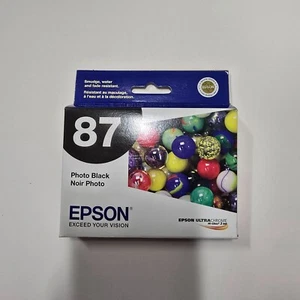 Smudge, water
and fade resistant.
Résistant au maculage,
à l'eau et à la décoloration.
87
Photo Black
Noir Photo
EPSON
EXCEED YOUR VISION
EPSON ULTRACHROME